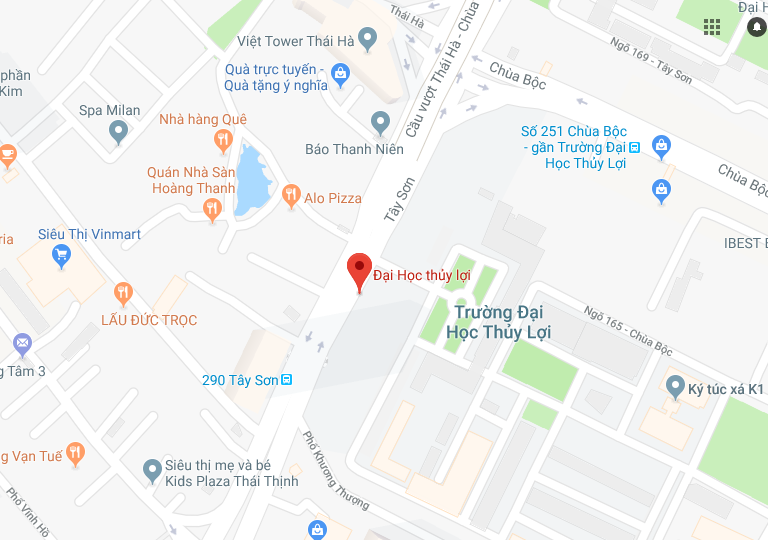 Thái Hà
Đại H
Việt Tower Thái Hà
Cầu vượt Thái Hà - Chùa
Ngõ 169 - Tây Sơn
Quà trực tuyến -
Quà tặng ý nghĩa
Chùa Bộc
phần
Kim
Spa Milan
Nhà hàng Quê
Báo Thanh Niên
Số 251 Chùa Bộc
- gần Trường Đại
Học Thủy Lợi
Chùa Bộc
Quán Nhà Sàn
Hoàng Thanh
Alo Pizza
Tây Sơn
ria
Siêu Thị Vinmart
IBEST E
Đại Học thủy lợi
LẨU ĐỨC TRỌC
Trường Đại
Học Thủy Lợi
Ngõ 165 - Chùa Bộc
g Tâm 3
290 Tây Sơn
Ký túc xá K1
g Vạn Tuế
Phố Khương Thượng
Siêu thị mẹ và bé
Kids Plaza Thái Thịnh
Phố Vĩnh Hồ